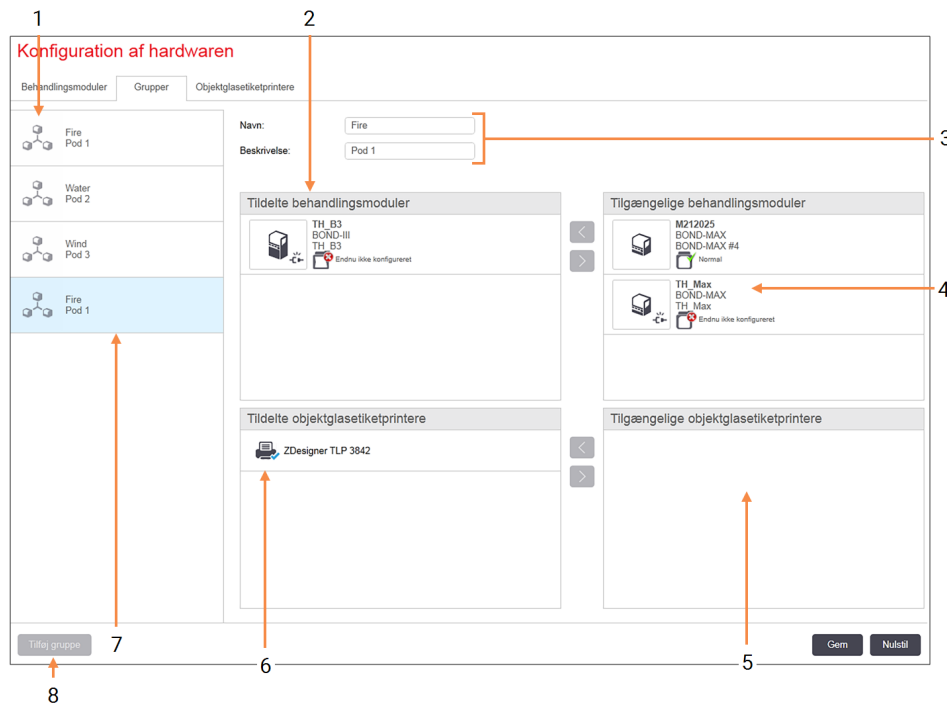 1
2
Konfiguration af hardwaren
Behandlingsmoduler
Grupper
Objektglasetiketprintere
Fire
Pod 1
Water
Pod 2
Wind
Pod 3
Fire
Pod 1
Navn:
Fire
Beskrivelse:
Pod 1
3
Tildelte behandlingsmoduler
TH_B3
BOND-III
TH_B3
Endnu ikke konfigureret
Tilgængelige behandlingsmoduler
M212025
BOND-MAX
BOND-MAX #4
Normal
TH_Max
BOND-MAX
TH_Max
Endnu ikke konfigureret
4
Tildelte objektglasetiketprintere
ZDesigner TLP 3842
Tilgængelige objektglasetiketprintere
Tilføj gruppe
Gem
Nulstil
7
6
5
8